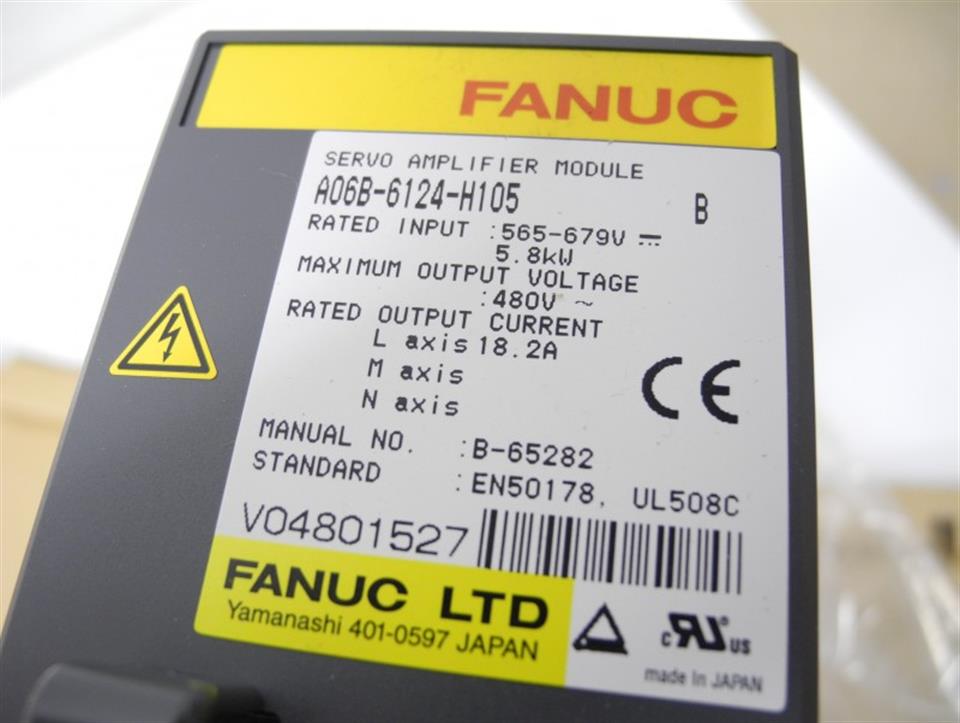 FANUC
SERVO AMPLIFIER MODULE
A06B-6124-H105 B
RATED INPUT :565-679V ⎓
5.8kW
MAXIMUM OUTPUT VOLTAGE
:480V ~
RATED OUTPUT CURRENT
L axis 18.2A
M axis
N axis
CE
MANUAL NO. :B-65282
STANDARD :EN50178, UL508C
V04801527
FANUC LTD
Yamanashi 401-0597 JAPAN
c RU us
made in JAPAN